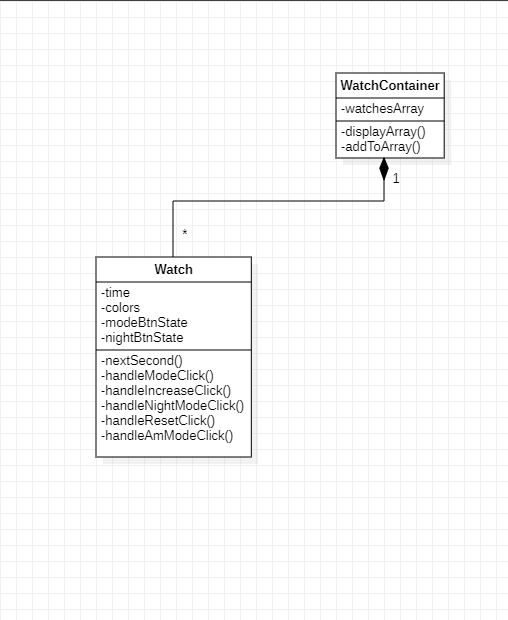 WatchContainer
-watchesArray
-displayArray()
-addToArray()
1
*
Watch
-time
-colors
-modeBtnState
-nightBtnState
-nextSecond()
-handleModeClick()
-handleIncreaseClick()
-handleNightModeClick()
-handleResetClick()
-handleAmModeClick()